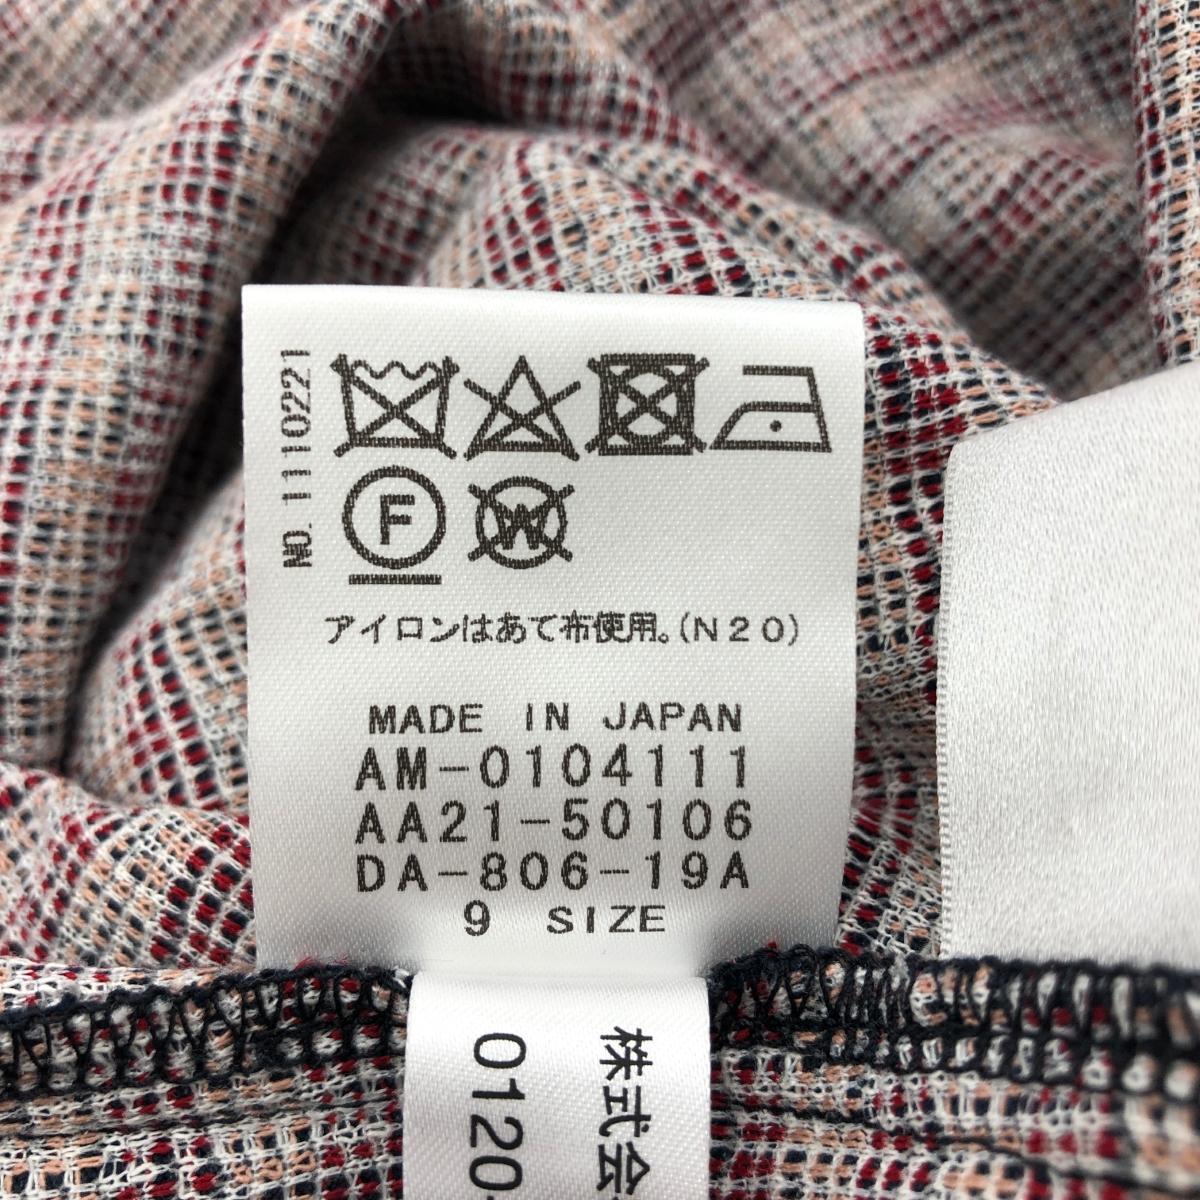 NO. 1110221
F
W
アイロンはあて布使用。(N20)
MADE IN JAPAN
AM-0104111
AA21-50106
DA-806-19A
9 SIZE
株式会
0120-